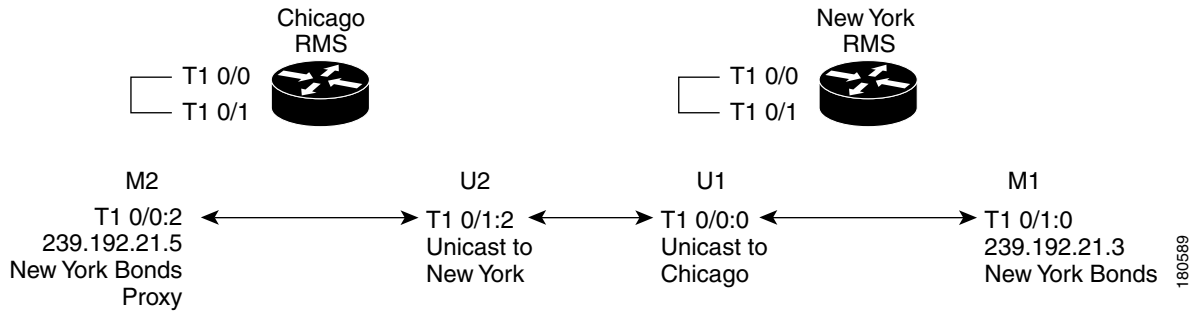 Chicago
RMS
T1 0/0
T1 0/1
New York
RMS
T1 0/0
T1 0/1
M2
T1 0/0:2
239.192.21.5
New York Bonds
Proxy
U2
T1 0/1:2
Unicast to
New York
U1
T1 0/0:0
Unicast to
Chicago
M1
T1 0/1:0
239.192.21.3
New York Bonds
180589